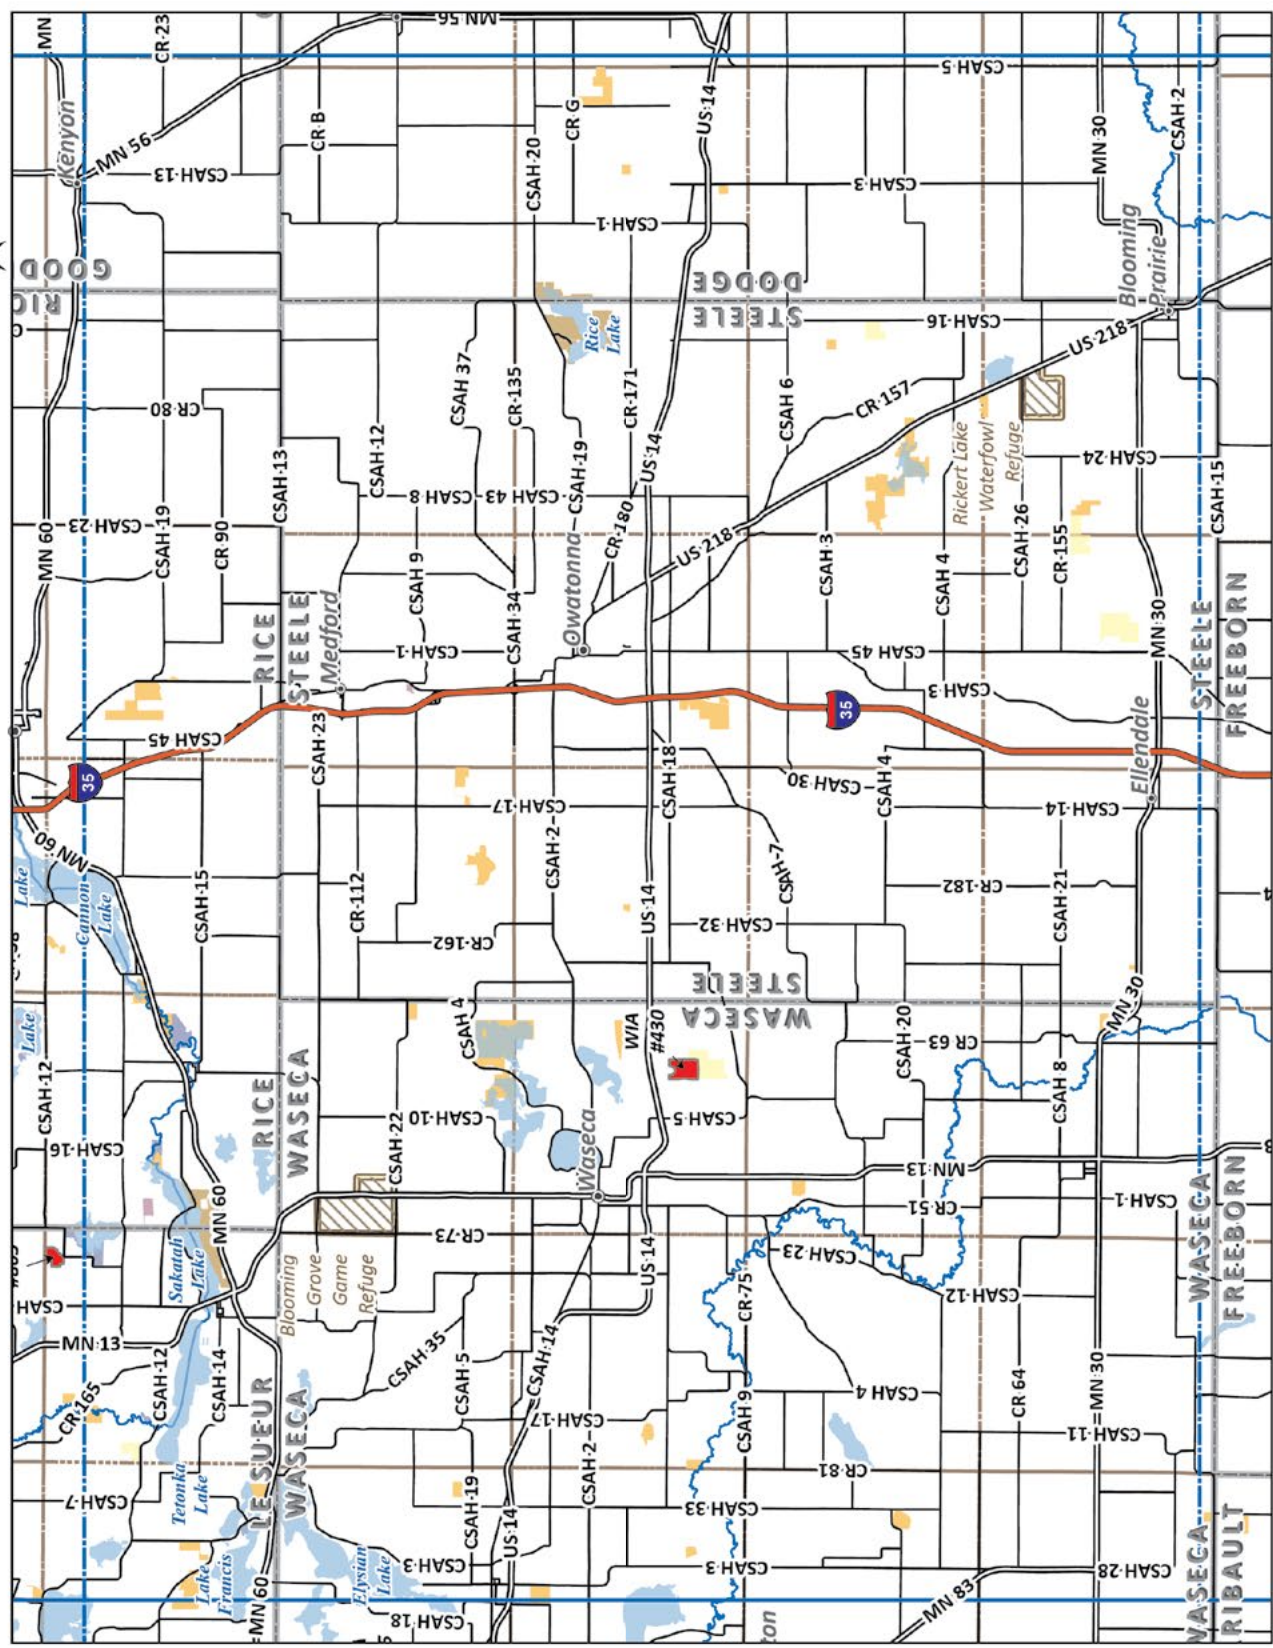 MN
CR 23
MN 56
CSAH 5
Kenyon
MN 56
CR B
CR G
US 14
MN 30
CSAH 2
CSAH 13
CSAH 20
CSAH 3
CSAH 1
Blooming
Prairie
GOOD
RIC
DODGE
STEELE
CSAH 16
Rice
Lake
US 218
CSAH 37
CR 135
CR 171
CSAH 6
CR 157
CR 80
CSAH 12
US 14
Rickert Lake
Waterfowl
Refuge
CSAH 24
CSAH 13
CSAH 19
CSAH 8
CSAH 43
CSAH 15
MN 60
CSAH 23
CSAH 19
CR 90
CR 180
US 218
CSAH 26
CR 155
CSAH 9
CSAH 3
CSAH 4
Owatonna
CSAH 34
MN 30
RICE
STEELE
Medford
CSAH 1
CSAH 45
CSAH 3
STEELE
FREEBORN
35
CSAH 45
CSAH 23
35
CSAH 18
CSAH 30
CSAH 4
Ellendale
CSAH 17
CSAH 14
MN 60
CSAH 2
CSAH 7
Lake
Cannon
Lake
CSAH 15
CR 112
US 14
CR 182
CSAH 21
4
CR 162
CSAH 32
STEELE
WASECA
MN 30
Lake
CSAH 4
WIA
#430
CSAH 20
CR 63
CSAH 12
CSAH 8
RICE
WASECA
CSAH 10
CSAH 5
CSAH 16
CSAH 22
Waseca
MN 13
MN 60
CR 51
CSAH 1
WASECA
FREEBORN
CR 73
CSAH 23
Sakatah
Lake
Blooming
Grove
Game
Refuge
US 14
CR 75
CSAH 12
CSAH
MN 13
CSAH 35
CSAH 14
CSAH 12
CSAH 14
CSAH 5
CR 165
CSAH 4
CR 64
MN 30
LE SUEUR
WASECA
CSAH 17
CSAH 9
CSAH 11
CSAH 2
CR 81
Tetonka
Lake
CSAH 7
CSAH 19
CSAH 33
US 14
Lake
Francis
Elysian
Lake
CSAH 3
CSAH 3
CSAH 28
MN 60
MN 83
CSAH 18
ton
WASECA
RIBAULT